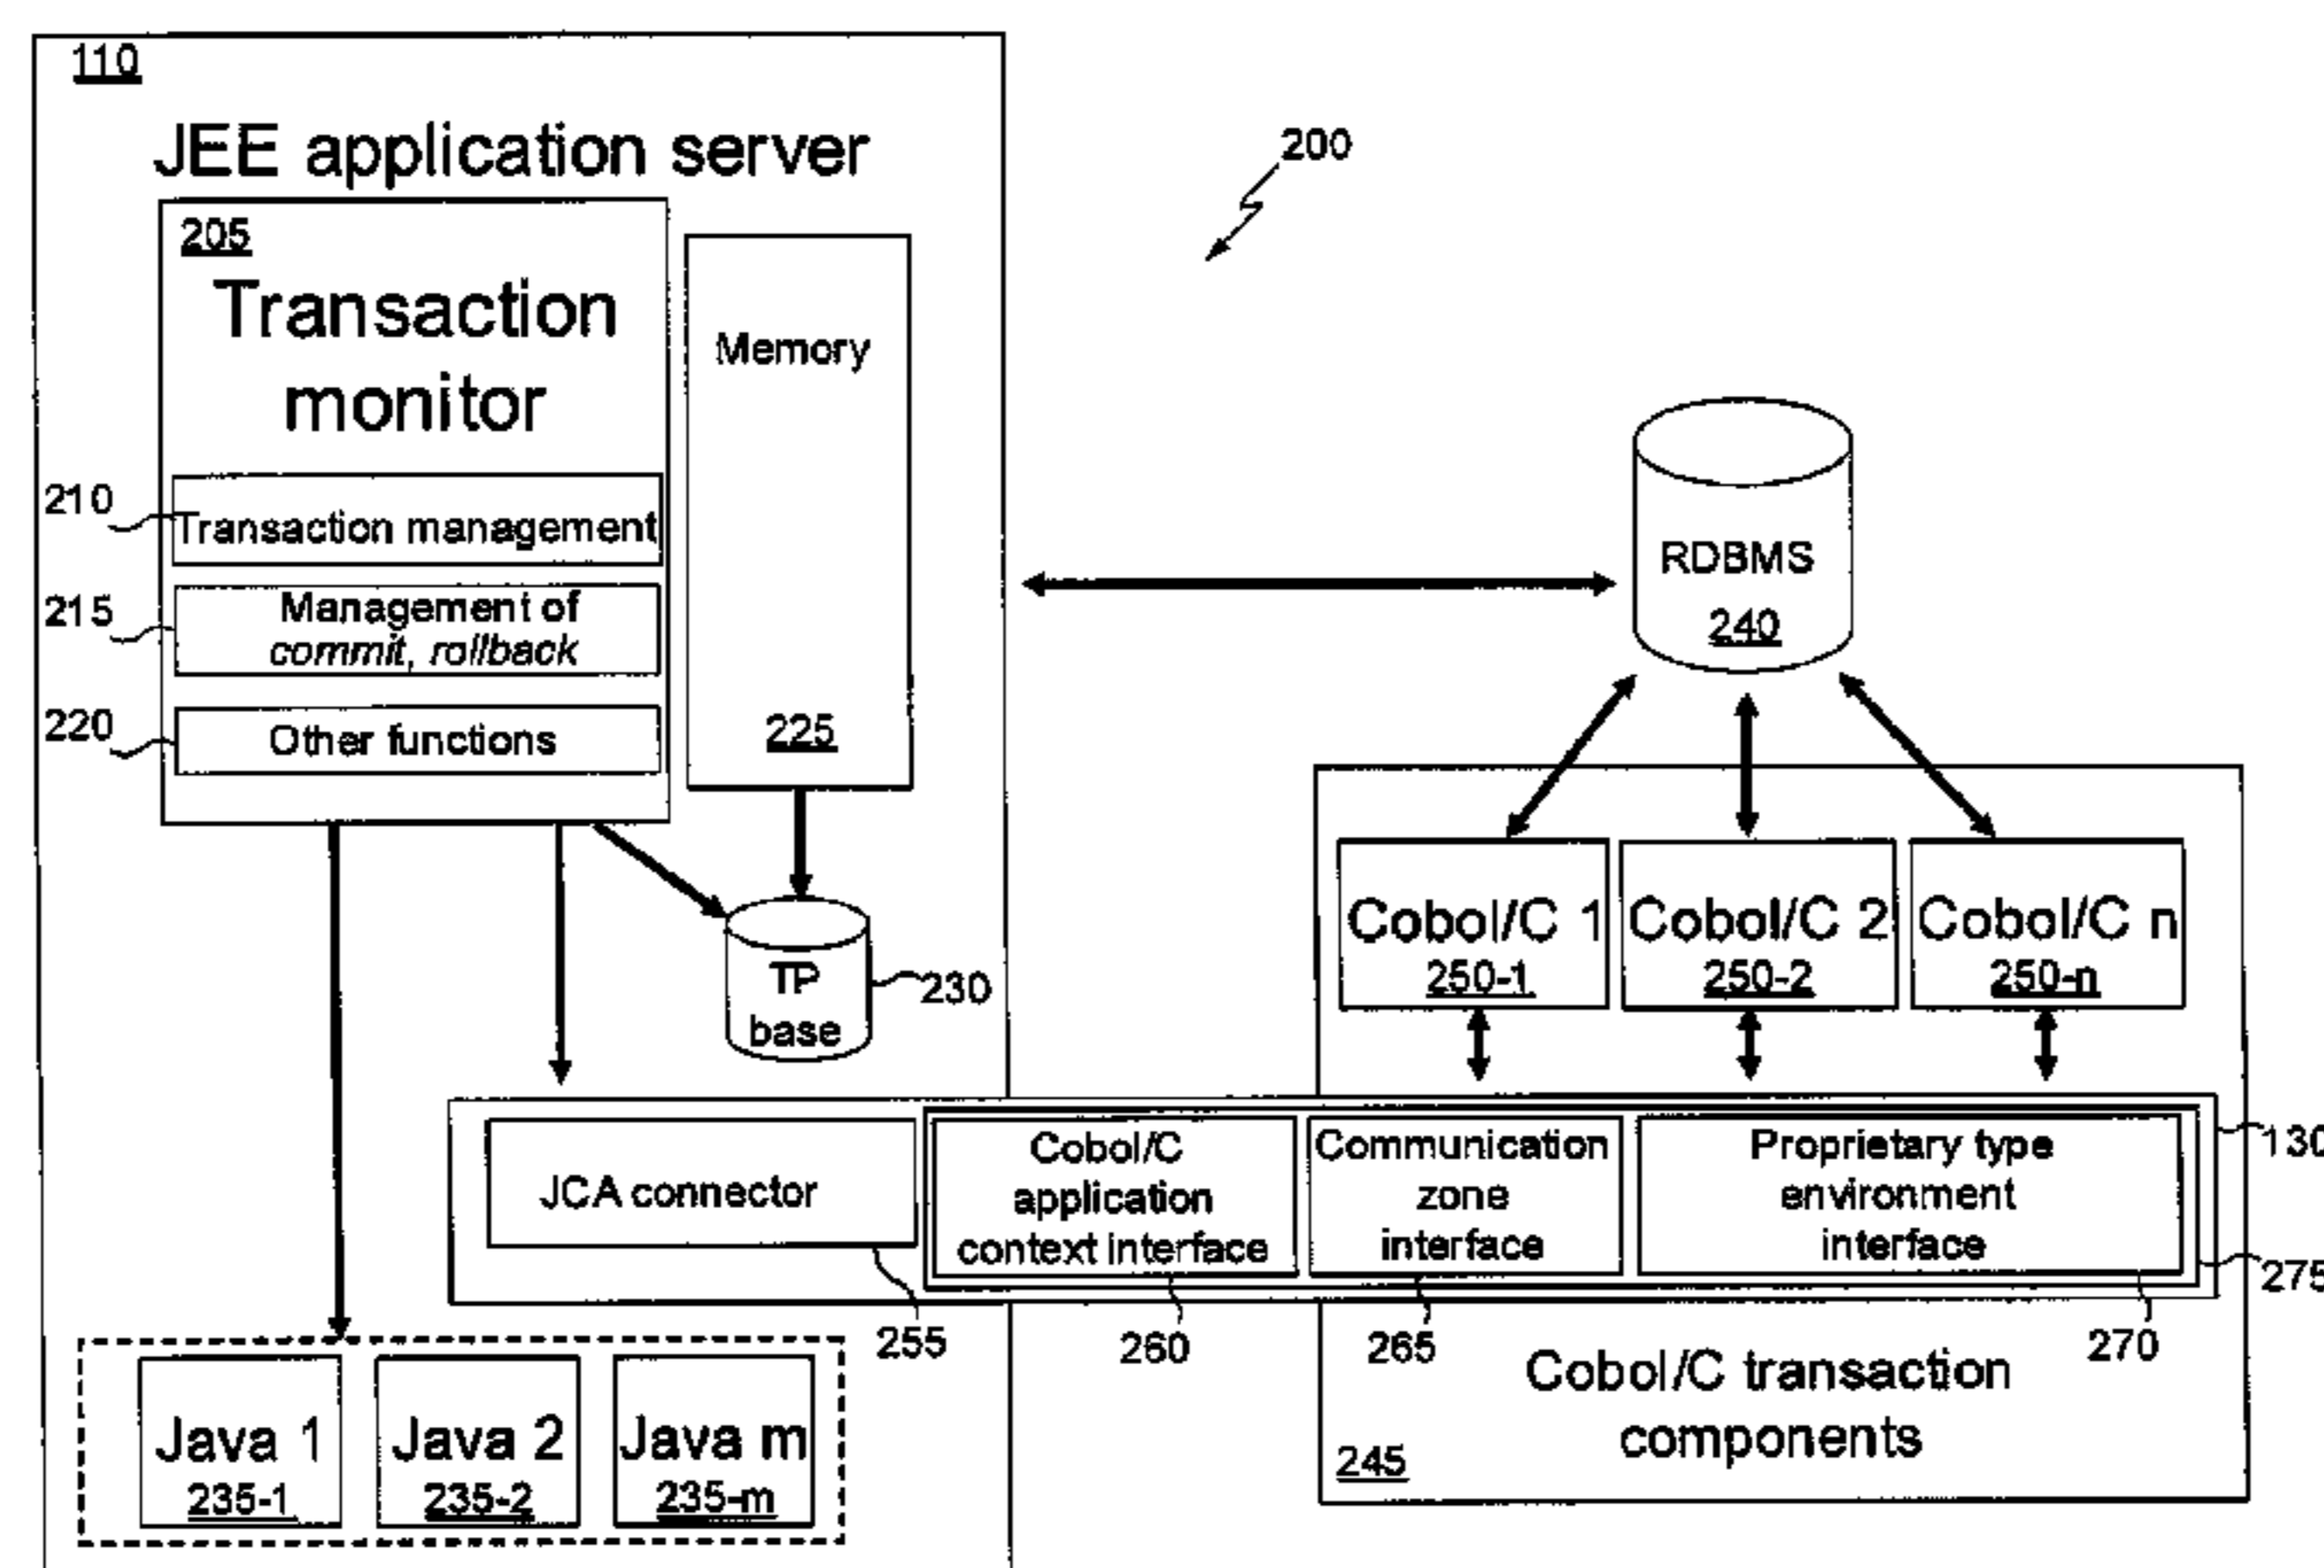 110
JEE application server
200
205
Transaction
monitor
Memory
210
Transaction management
215
Management of
commit, rollback
220
Other functions
225
RDBMS
240
TP
base
230
Cobol/C 1
250-1
Cobol/C 2
250-2
Cobol/C n
250-n
JCA connector
Cobol/C
application
context interface
Communication
zone
interface
Proprietary type
environment
interface
130
275
255
260
265
270
Java 1
235-1
Java 2
235-2
Java m
235-m
Cobol/C transaction
components
245